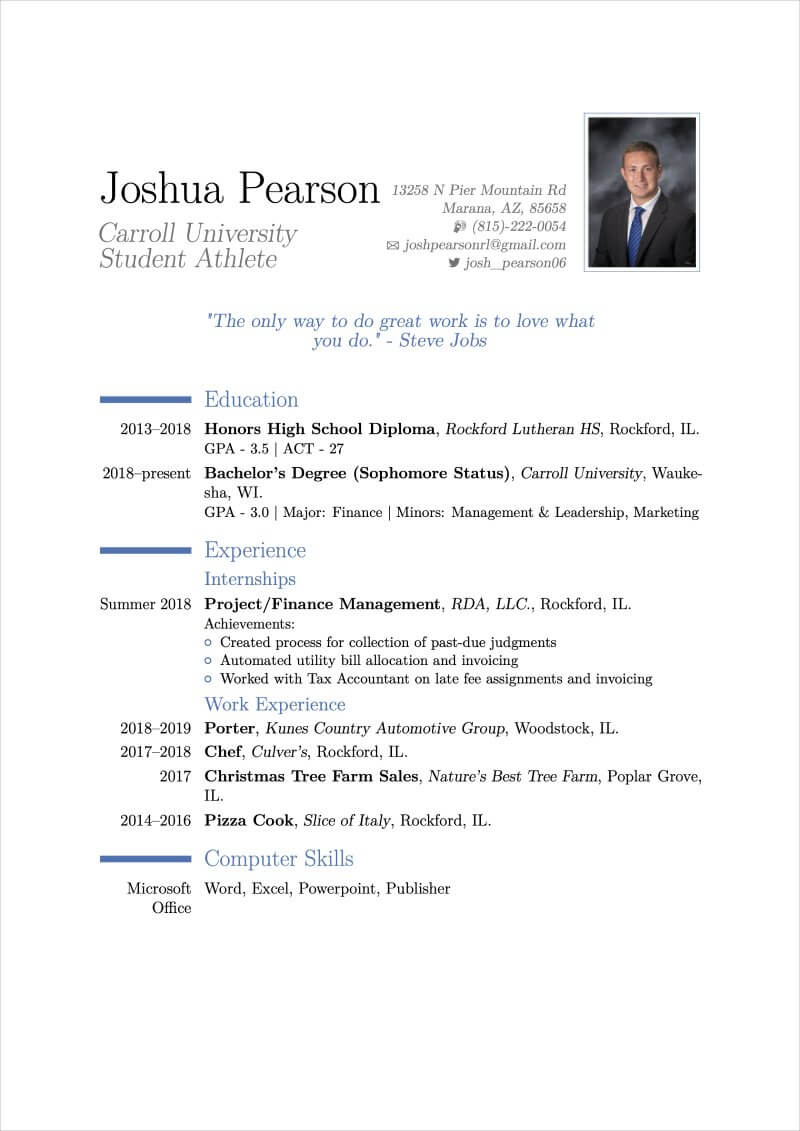 Joshua Pearson
Carroll University
Student Athlete
13258 N Pier Mountain Rd
Marana, AZ, 85658
(815)-222-0054
joshpearsonrl@gmail.com
josh_pearson06
"The only way to do great work is to love what
you do." - Steve Jobs
Education
2013–2018 Honors High School Diploma, Rockford Lutheran HS, Rockford, IL.
GPA - 3.5 | ACT - 27
2018–present Bachelor's Degree (Sophomore Status), Carroll University, Wauke-
sha, WI.
GPA - 3.0 | Major: Finance | Minors: Management & Leadership, Marketing
Experience
Internships
Summer 2018 Project/Finance Management, RDA, LLC., Rockford, IL.
Achievements:
Created process for collection of past-due judgments
Automated utility bill allocation and invoicing
Worked with Tax Accountant on late fee assignments and invoicing
Work Experience
2018–2019 Porter, Kunes Country Automotive Group, Woodstock, IL.
2017–2018 Chef, Culver's, Rockford, IL.
2017 Christmas Tree Farm Sales, Nature's Best Tree Farm, Poplar Grove,
IL.
2014–2016 Pizza Cook, Slice of Italy, Rockford, IL.
Computer Skills
Microsoft Word, Excel, Powerpoint, Publisher
Office